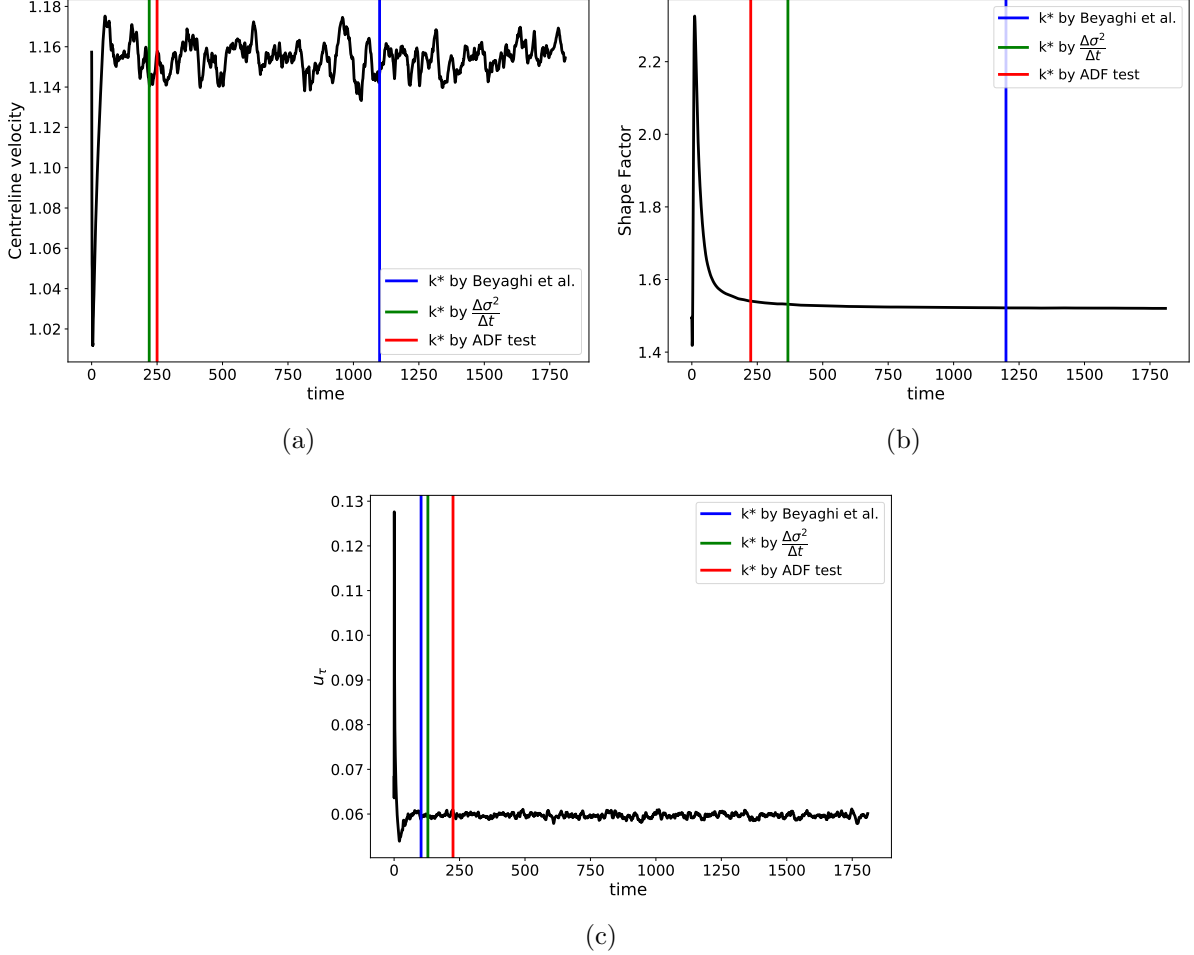 1.18
1.16
1.14
1.12
1.10
1.08
1.06
1.04
1.02
Centreline velocity
0 250 500 750 1000 1250 1500 1750
time
k* by Beyaghi et al.
k* by Δσ²/Δt
k* by ADF test
(a)
2.2
2.0
1.8
1.6
1.4
Shape Factor
0 250 500 750 1000 1250 1500 1750
time
k* by Beyaghi et al.
k* by Δσ²/Δt
k* by ADF test
(b)
0.13
0.12
0.11
0.10
0.09
0.08
0.07
0.06
uτ
0 250 500 750 1000 1250 1500 1750
time
k* by Beyaghi et al.
k* by Δσ²/Δt
k* by ADF test
(c)